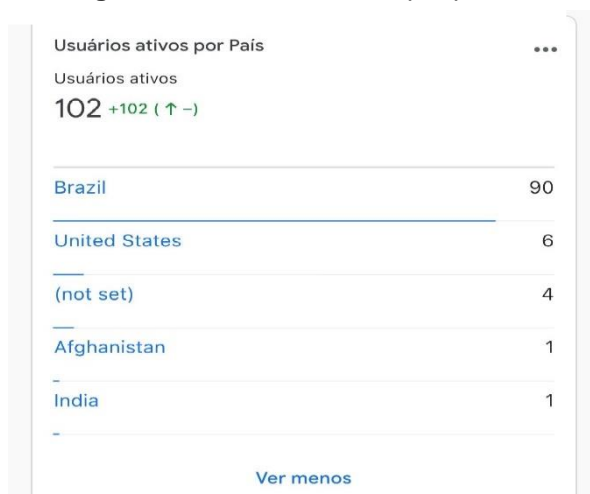 Usuários ativos por País
Usuários ativos
102 +102 ( ↑ –)
Brazil 90
United States 6
(not set) 4
Afghanistan 1
India 1
Ver menos